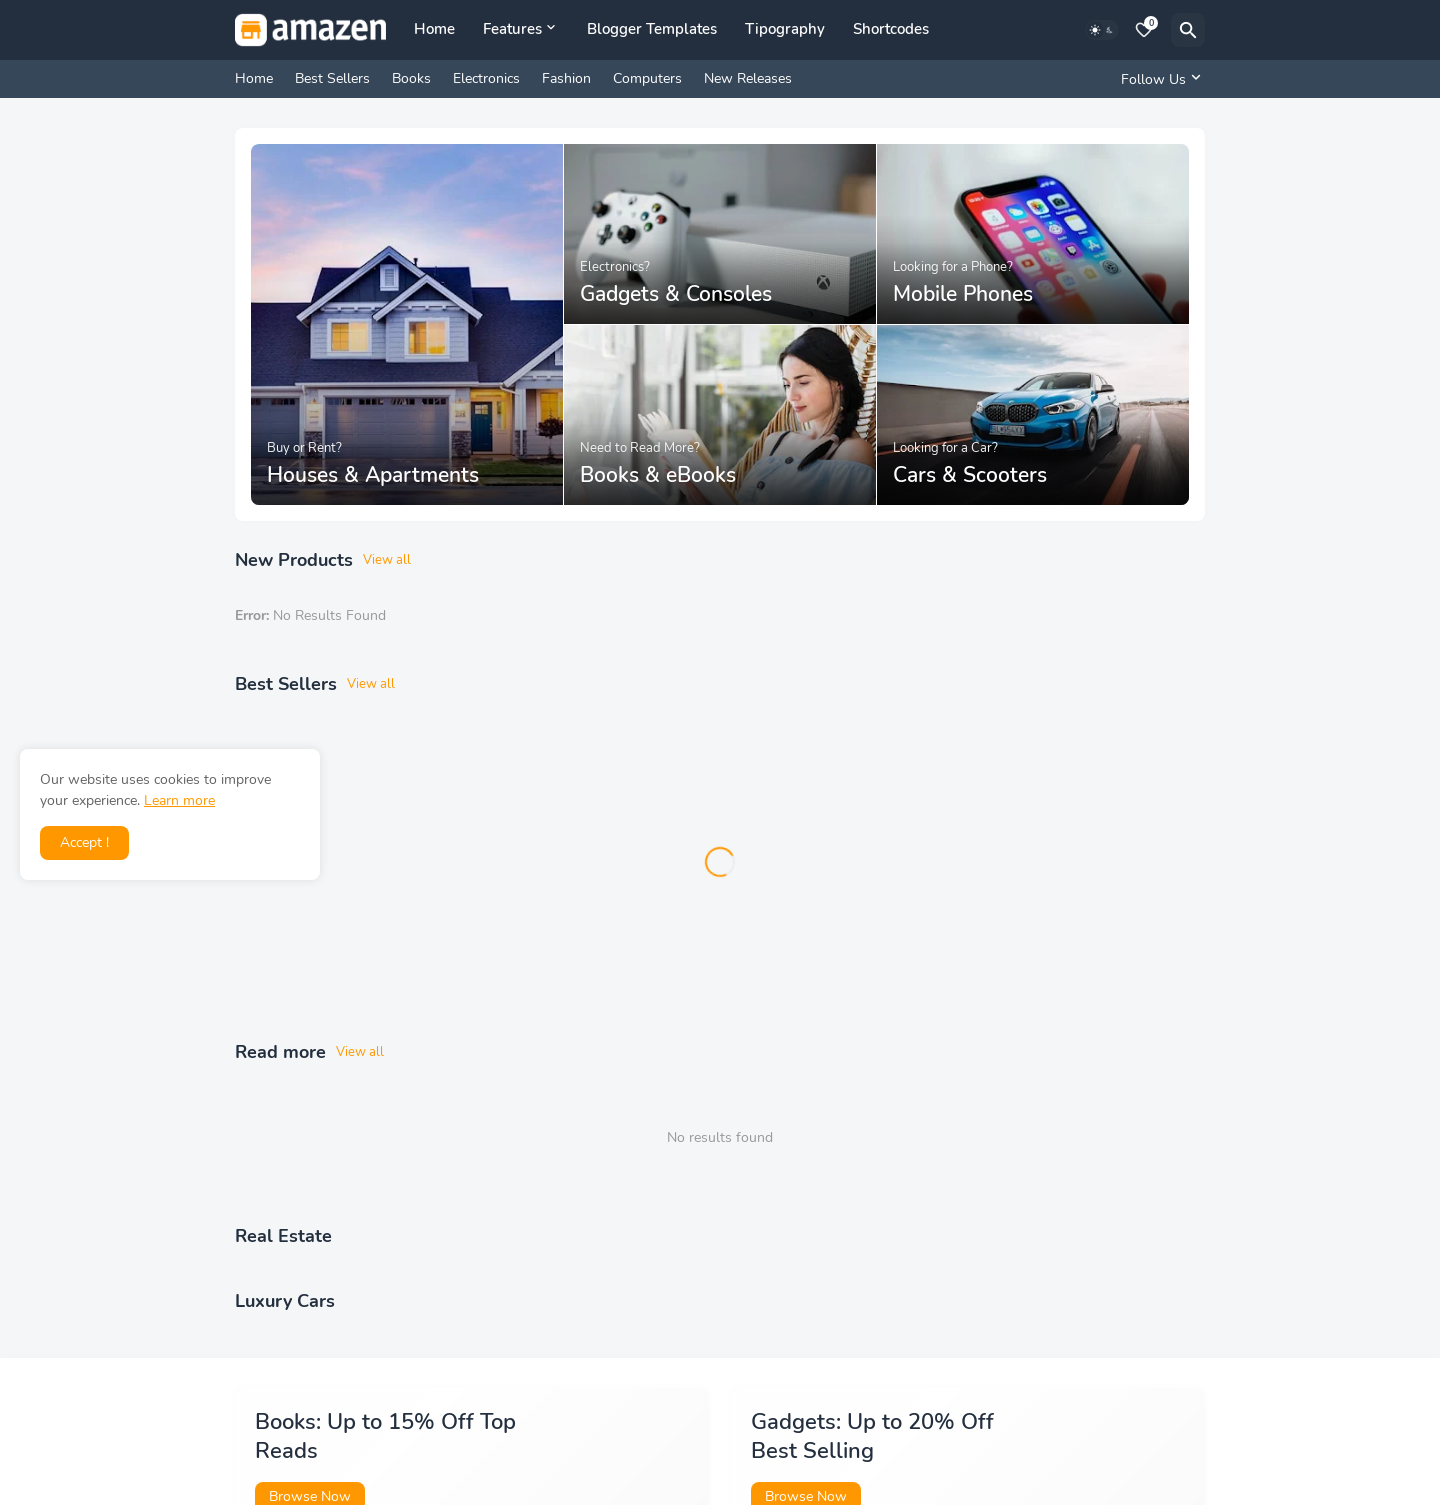 amazen
Home
Features
Blogger Templates
Tipography
Shortcodes
0
Home
Best Sellers
Books
Electronics
Fashion
Computers
New Releases
Follow Us
Buy or Rent?
Houses & Apartments
Electronics?
Gadgets & Consoles
Looking for a Phone?
Mobile Phones
Need to Read More?
Books & eBooks
Looking for a Car?
Cars & Scooters
New Products View all
Error: No Results Found
Best Sellers View all
Our website uses cookies to improve
your experience. Learn more
Accept !
Read more View all
No results found
Real Estate
Luxury Cars
Books: Up to 15% Off Top
Reads
Browse Now
Gadgets: Up to 20% Off
Best Selling
Browse Now